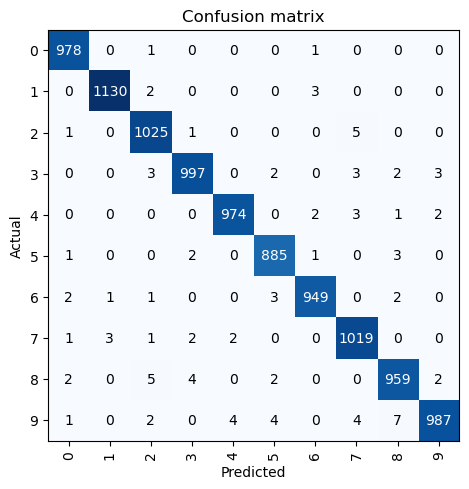 Confusion matrix
0 978 0 1 0 0 0 1 0 0 0
1 0 1130 2 0 0 0 3 0 0 0
2 1 0 1025 1 0 0 0 5 0 0
3 0 0 3 997 0 2 0 3 2 3
4 0 0 0 0 974 0 2 3 1 2
5 1 0 0 2 0 885 1 0 3 0
6 2 1 1 0 0 3 949 0 2 0
7 1 3 1 2 2 0 0 1019 0 0
8 2 0 5 4 0 2 0 0 959 2
9 1 0 2 0 4 4 0 4 7 987
Actual
0 1 2 3 4 5 6 7 8 9
Predicted